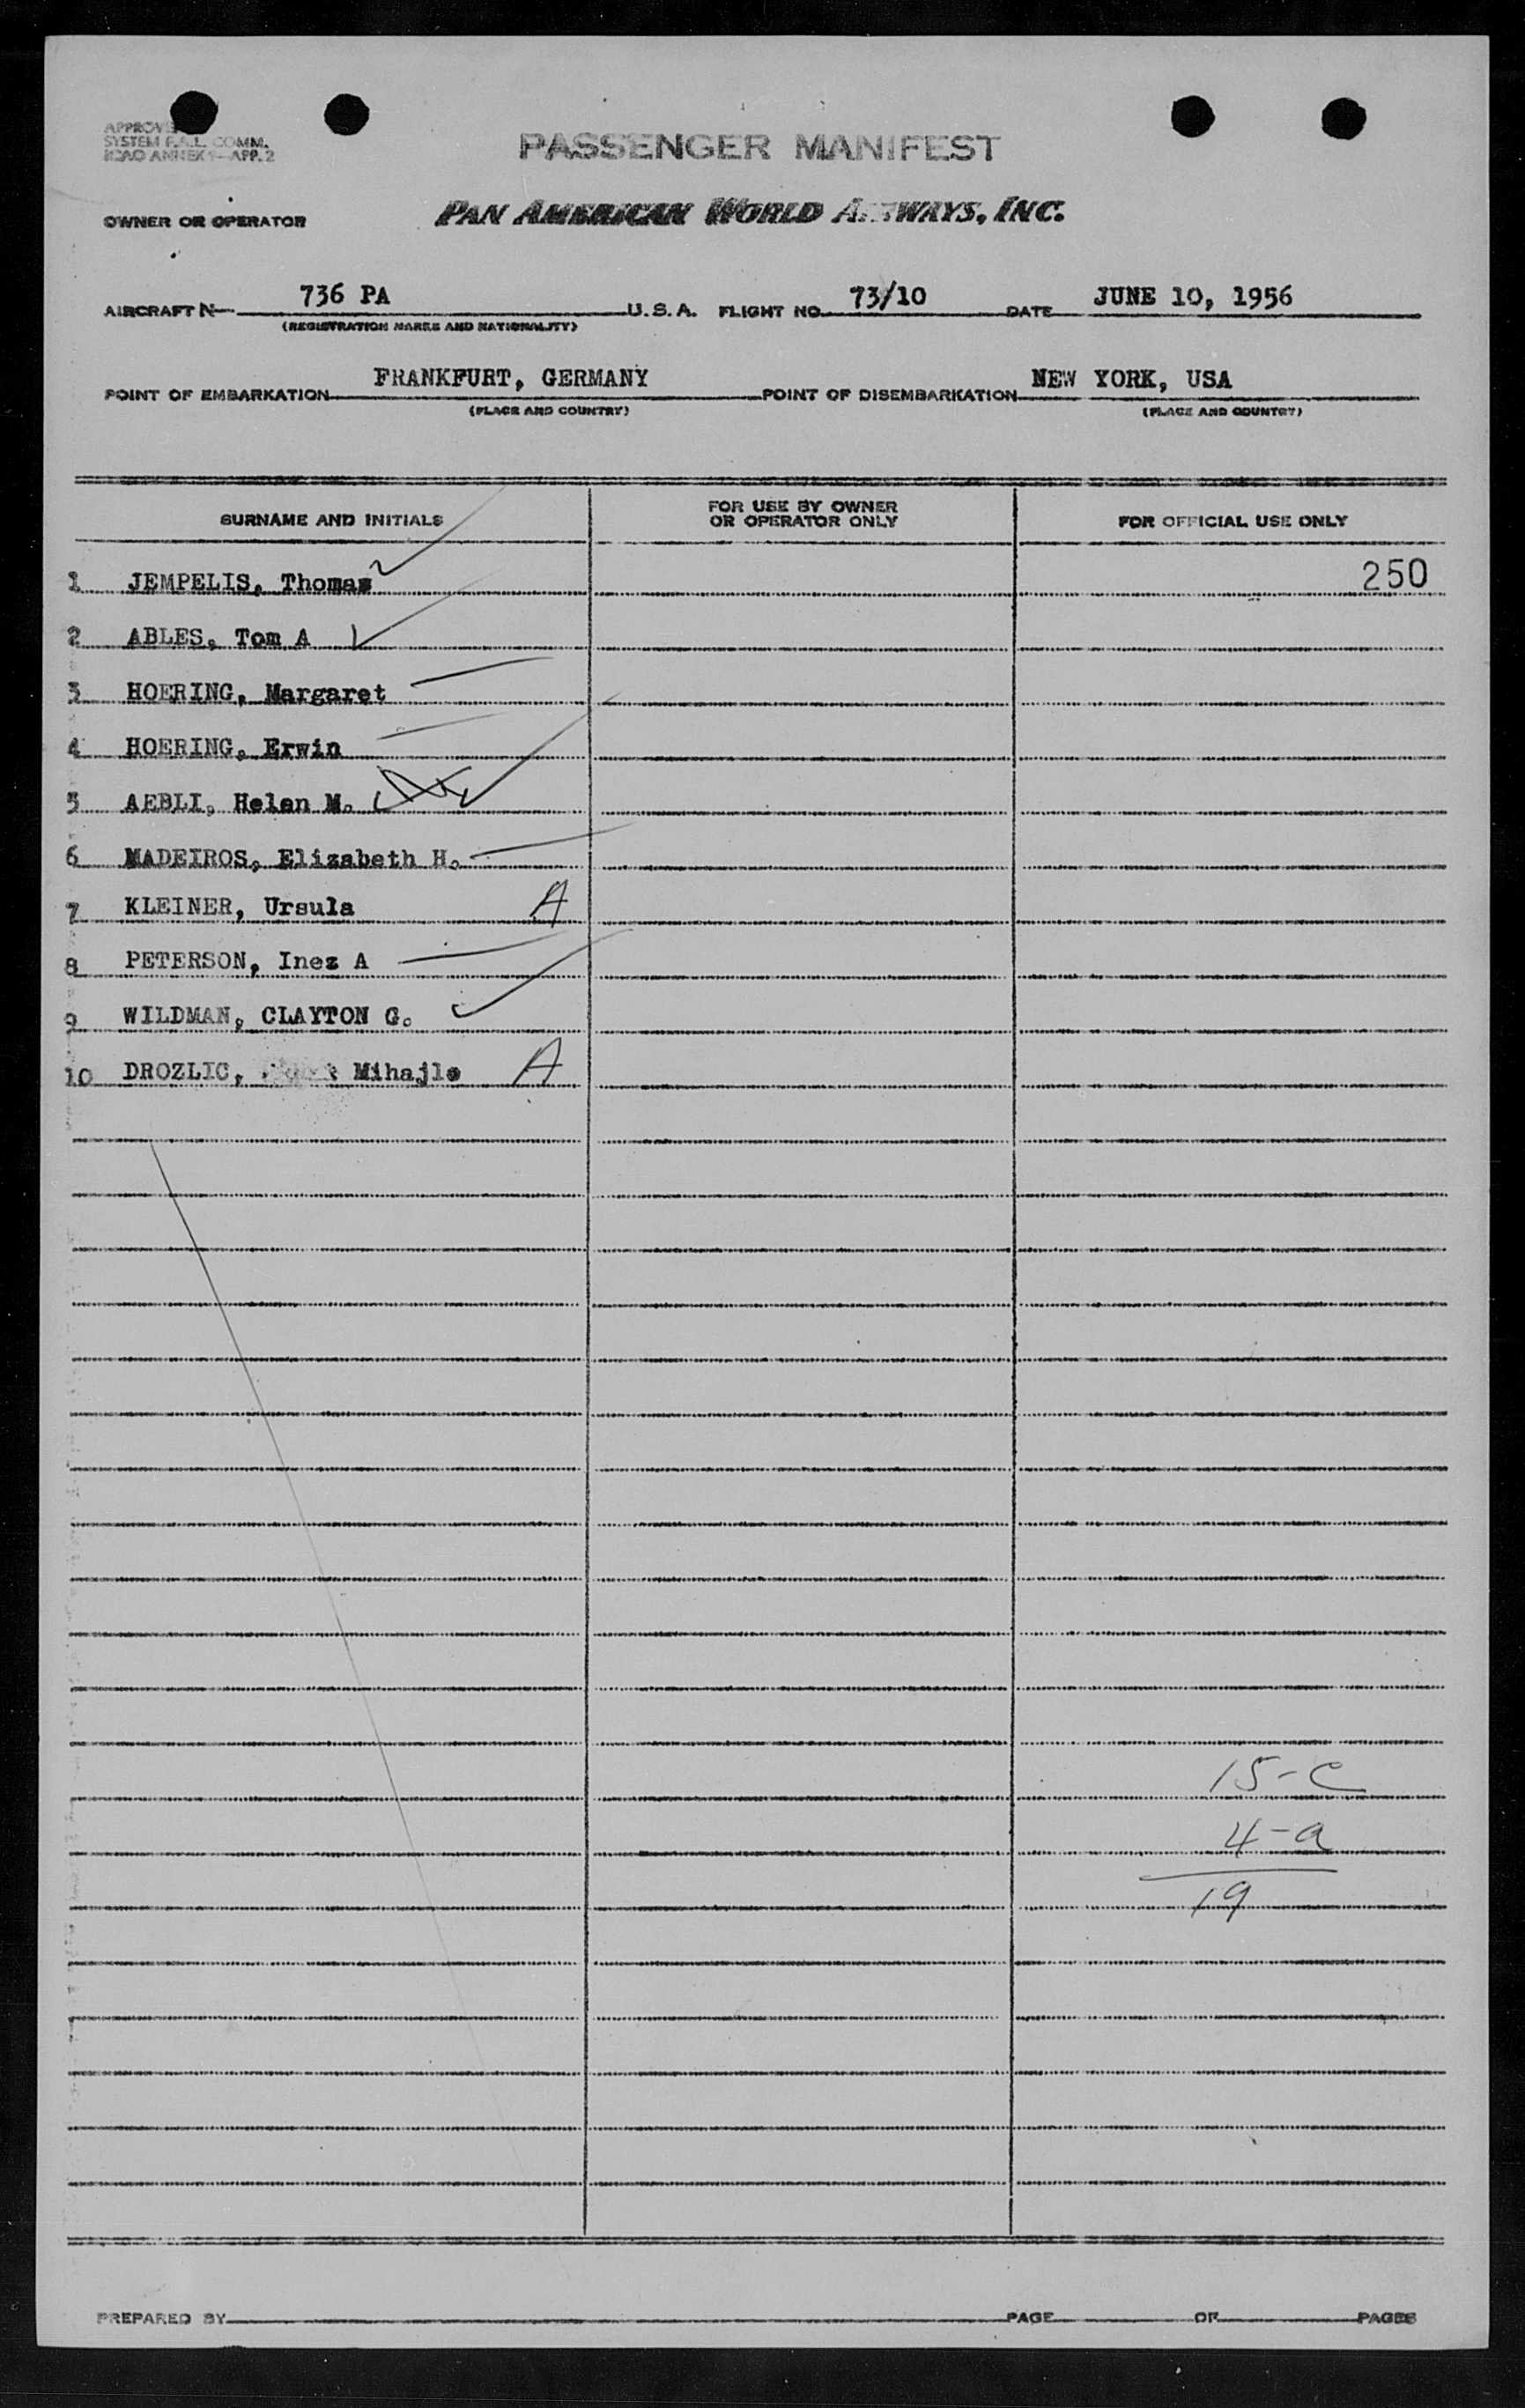 APPROVE
SYSTEM F.A.L. COMM.
ICAO ANNEX 9—APP. 2
PASSENGER MANIFEST
OWNER OR OPERATOR PAN AMERICAN WORLD AIRWAYS, INC.
AIRCRAFT N 736 PA U.S.A. FLIGHT NO. 73/10 DATE JUNE 10, 1956
(REGISTRATION MARKS AND NATIONALITY)
POINT OF EMBARKATION FRANKFURT, GERMANY POINT OF DISEMBARKATION NEW YORK, USA
(PLACE AND COUNTRY) (PLACE AND COUNTRY)
SURNAME AND INITIALS FOR USE BY OWNER OR OPERATOR ONLY FOR OFFICIAL USE ONLY
1 JEMPELIS, Thomas 250
2 ABLES, Tom A
3 HOERING, Margaret
4 HOERING, Erwin
5 AEBLI, Helen M.
6 MADEIROS, Elizabeth H.
7 KLEINER, Ursula A
8 PETERSON, Inez A
9 WILDMAN, CLAYTON G.
10 DROZLIC, Mihajlo A
15-c
4-a
19
PREPARED BY PAGE OF PAGES